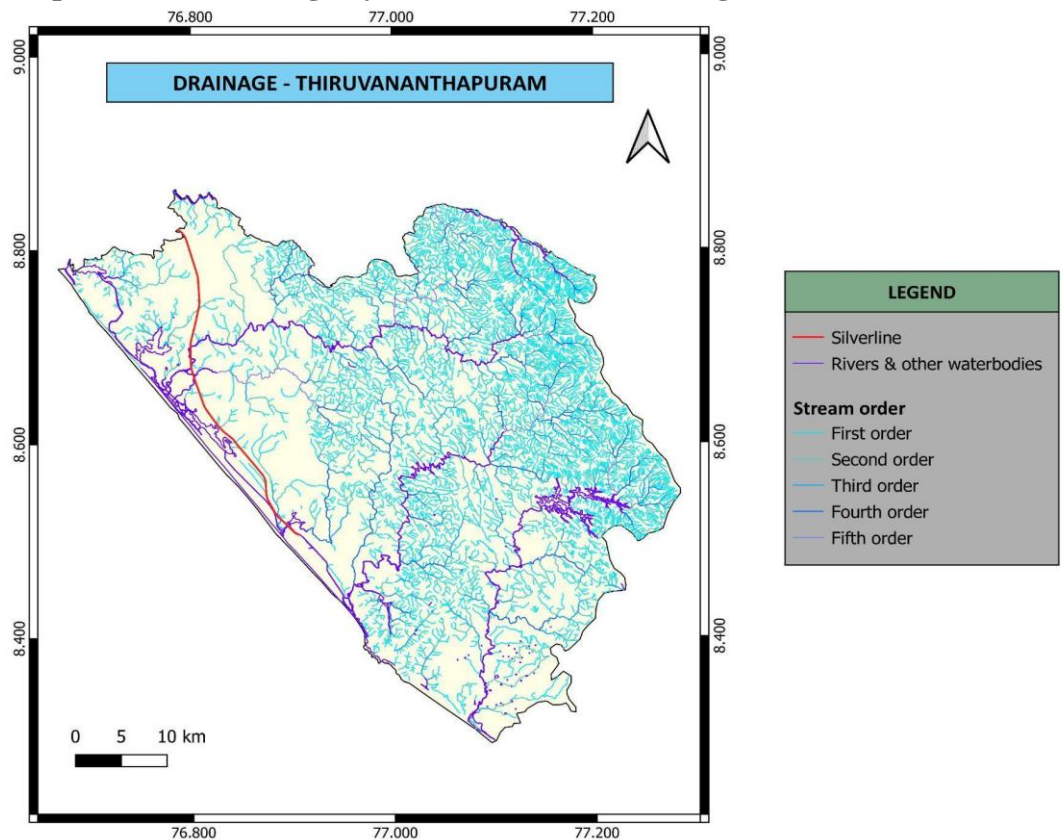 76.800 77.000 77.200
9.000 9.000
DRAINAGE - THIRUVANANTHAPURAM
8.800 8.800
LEGEND
Silverline
Rivers & other waterbodies
Stream order
First order
Second order
Third order
Fourth order
Fifth order
8.600 8.600
8.400 8.400
0 5 10 km
76.800 77.000 77.200